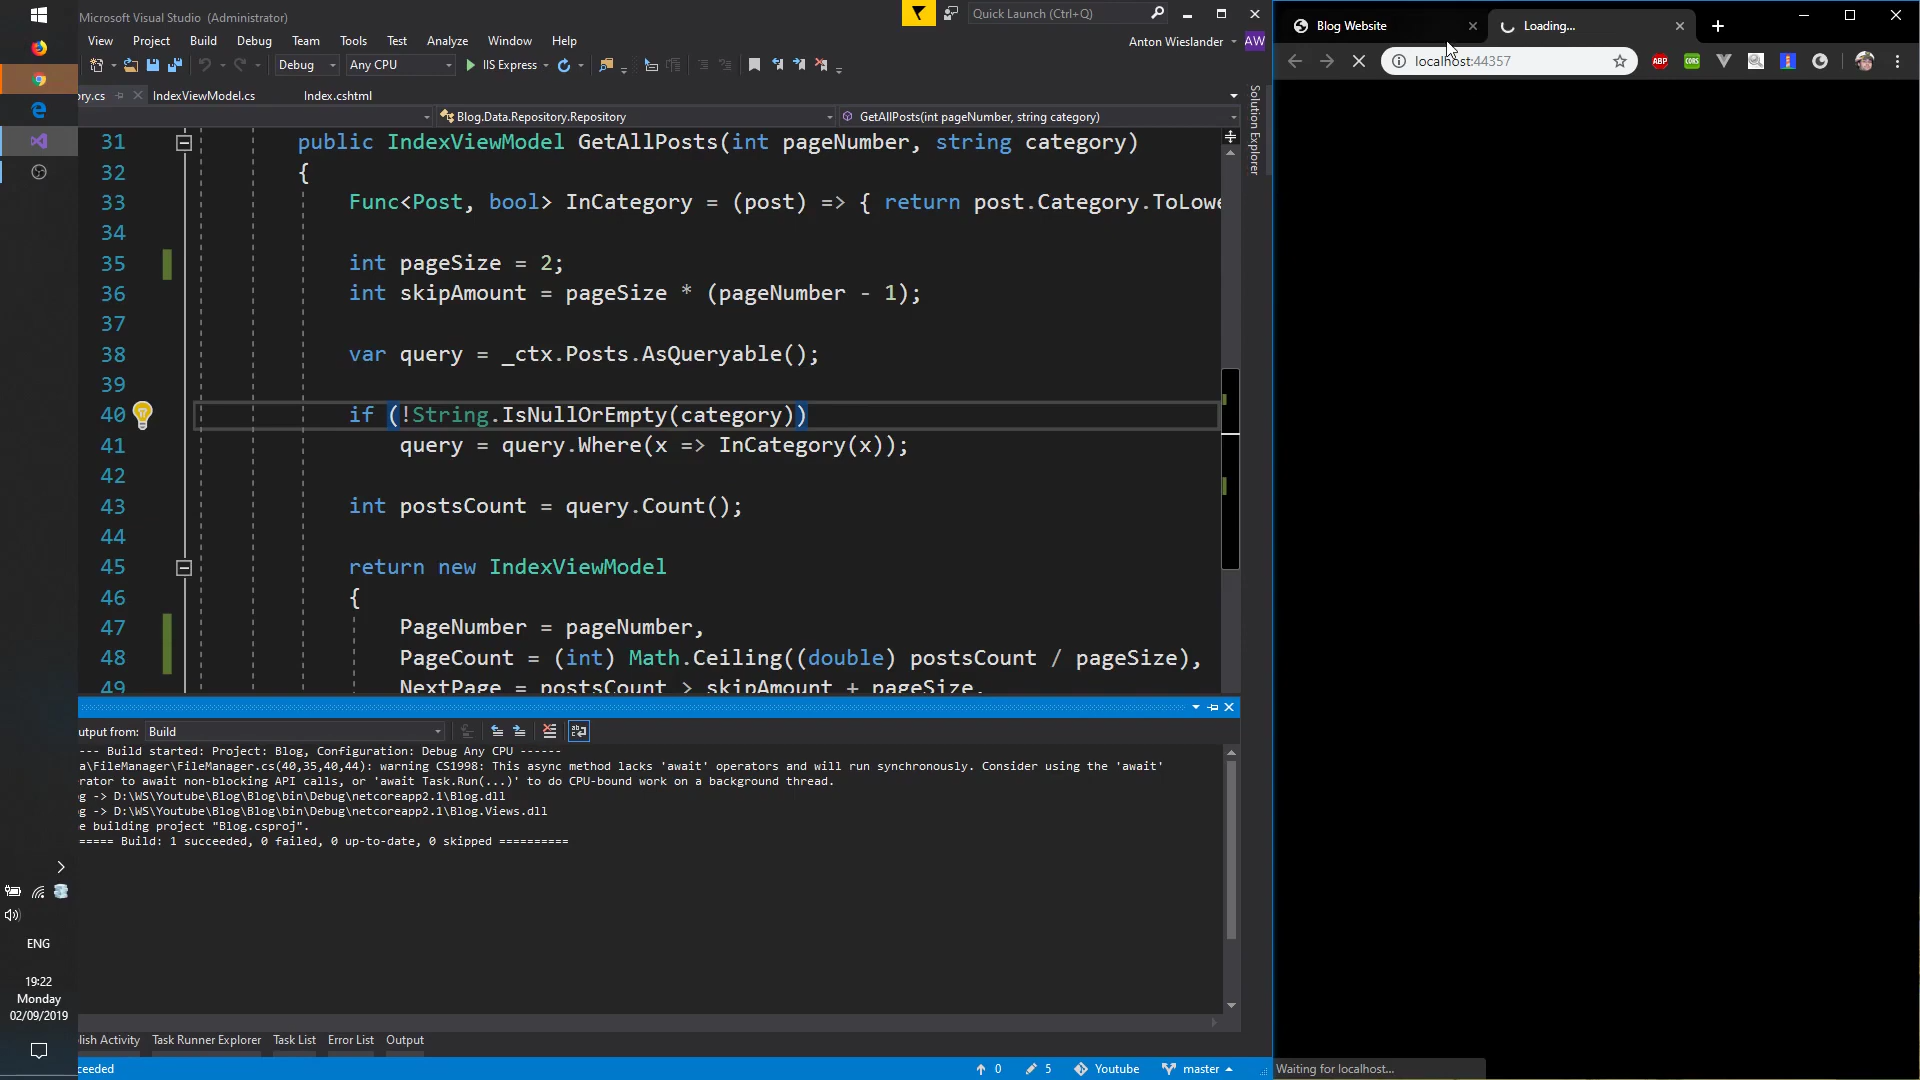 Microsoft Visual Studio (Administrator)
Quick Launch (Ctrl+Q)
View Project Build Debug Team Tools Test Analyze Window Help
Anton Wieslander AW
Debug Any CPU IIS Express
ry.cs IndexViewModel.cs Index.cshtml
Blog.Data.Repository.Repository GetAllPosts(int pageNumber, string category)
31 public IndexViewModel GetAllPosts(int pageNumber, string category)
32 {
33 Func<Post, bool> InCategory = (post) => { return post.Category.ToLowe
34
35 int pageSize = 2;
36 int skipAmount = pageSize * (pageNumber - 1);
37
38 var query = _ctx.Posts.AsQueryable();
39
40 if (!String.IsNullOrEmpty(category))
41 query = query.Where(x => InCategory(x));
42
43 int postsCount = query.Count();
44
45 return new IndexViewModel
46 {
47 PageNumber = pageNumber,
48 PageCount = (int) Math.Ceiling((double) postsCount / pageSize),
49 NextPage = postsCount > skipAmount + pageSize,
Solution Explorer
utput from: Build
--- Build started: Project: Blog, Configuration: Debug Any CPU ------
a\FileManager\FileManager.cs(40,35,40,44): warning CS1998: This async method lacks 'await' operators and will run synchronously. Consider using the 'await'
rator to await non-blocking API calls, or 'await Task.Run(...)' to do CPU-bound work on a background thread.
g -> D:\WS\Youtube\Blog\Blog\bin\Debug\netcoreapp2.1\Blog.dll
g -> D:\WS\Youtube\Blog\Blog\bin\Debug\netcoreapp2.1\Blog.Views.dll
e building project "Blog.csproj".
===== Build: 1 succeeded, 0 failed, 0 up-to-date, 0 skipped ==========
lish Activity Task Runner Explorer Task List Error List Output
ceeded 0 5 Youtube master
ENG
19:22
Monday
02/09/2019
Blog Website Loading...
localhost:44357
ABP CORS
Waiting for localhost...